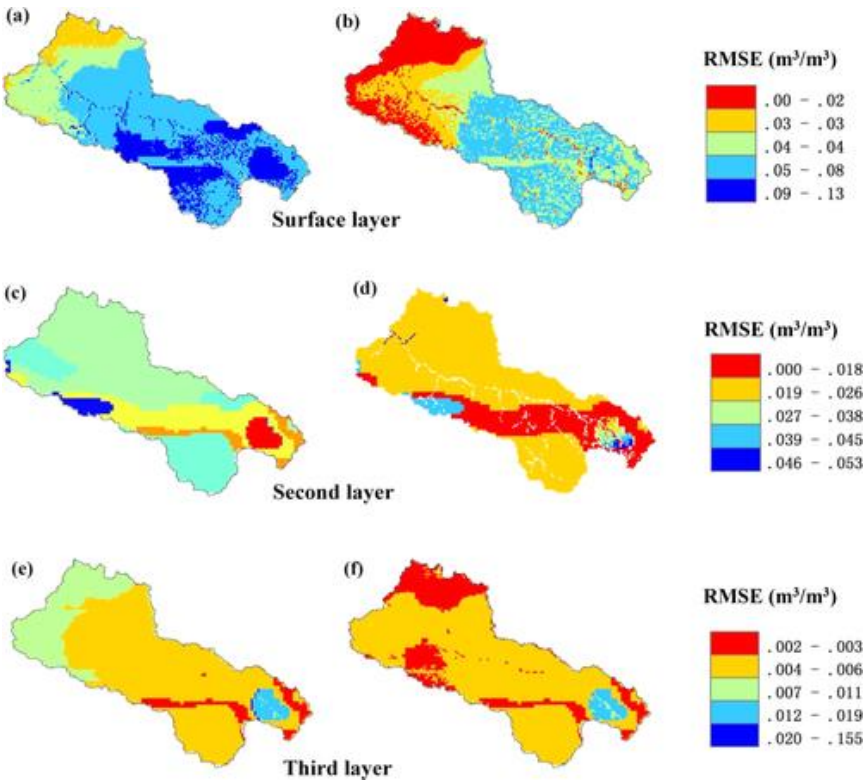 (a)
(b)
RMSE (m³/m³)
.00 - .02
.03 - .03
.04 - .04
.05 - .08
.09 - .13
Surface layer
(c)
(d)
RMSE (m³/m³)
.000 - .018
.019 - .026
.027 - .038
.039 - .045
.046 - .053
Second layer
(e)
(f)
RMSE (m³/m³)
.002 - .003
.004 - .006
.007 - .011
.012 - .019
.020 - .155
Third layer